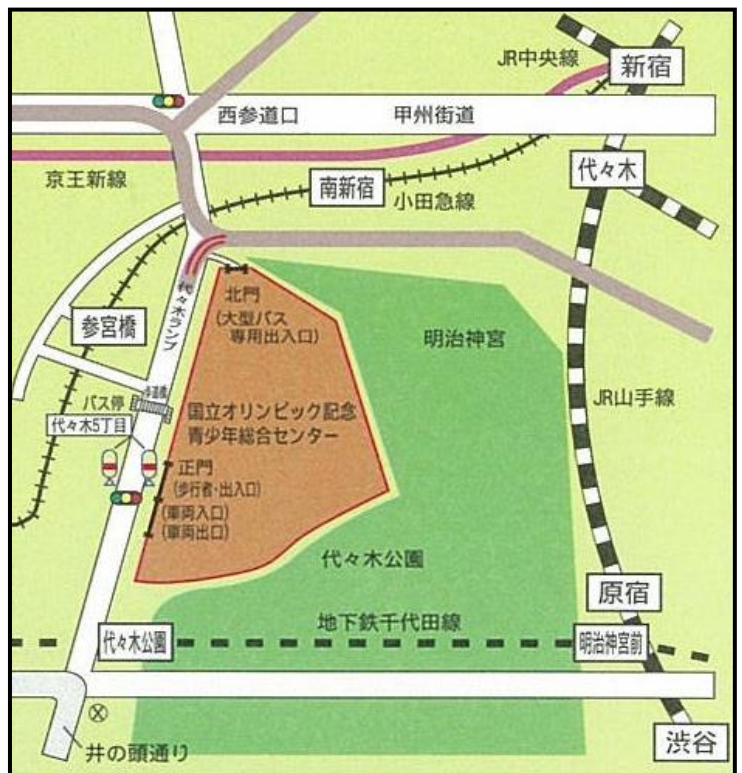 JR中央線
新宿
西参道口
甲州街道
代々木
京王新線
南新宿
小田急線
北門
(大型バス
専用出入口)
代々木ランプ
参宮橋
明治神宮
JR山手線
歩道橋
バス停
代々木5丁目
国立オリンピック記念
青少年総合センター
正門
(歩行者・出入口)
(車両入口)
(車両出口)
代々木公園
原宿
地下鉄千代田線
代々木公園
明治神宮前
渋谷
井の頭通り